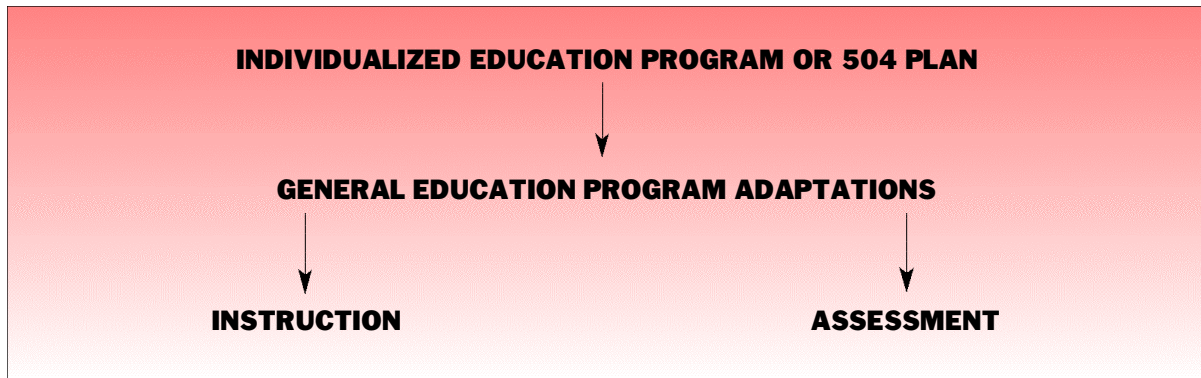 INDIVIDUALIZED EDUCATION PROGRAM OR 504 PLAN
GENERAL EDUCATION PROGRAM ADAPTATIONS
INSTRUCTION
ASSESSMENT